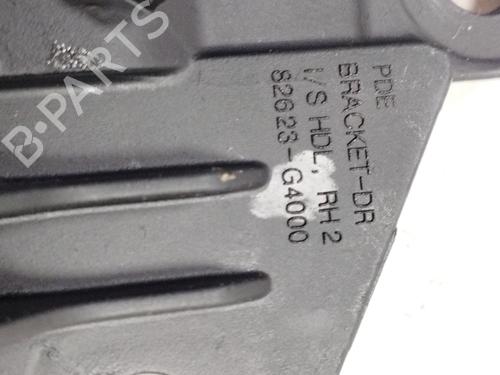 B-PARTS
PDE
BRACKET-DR
I/S HDL, RH 2
82623-G4000